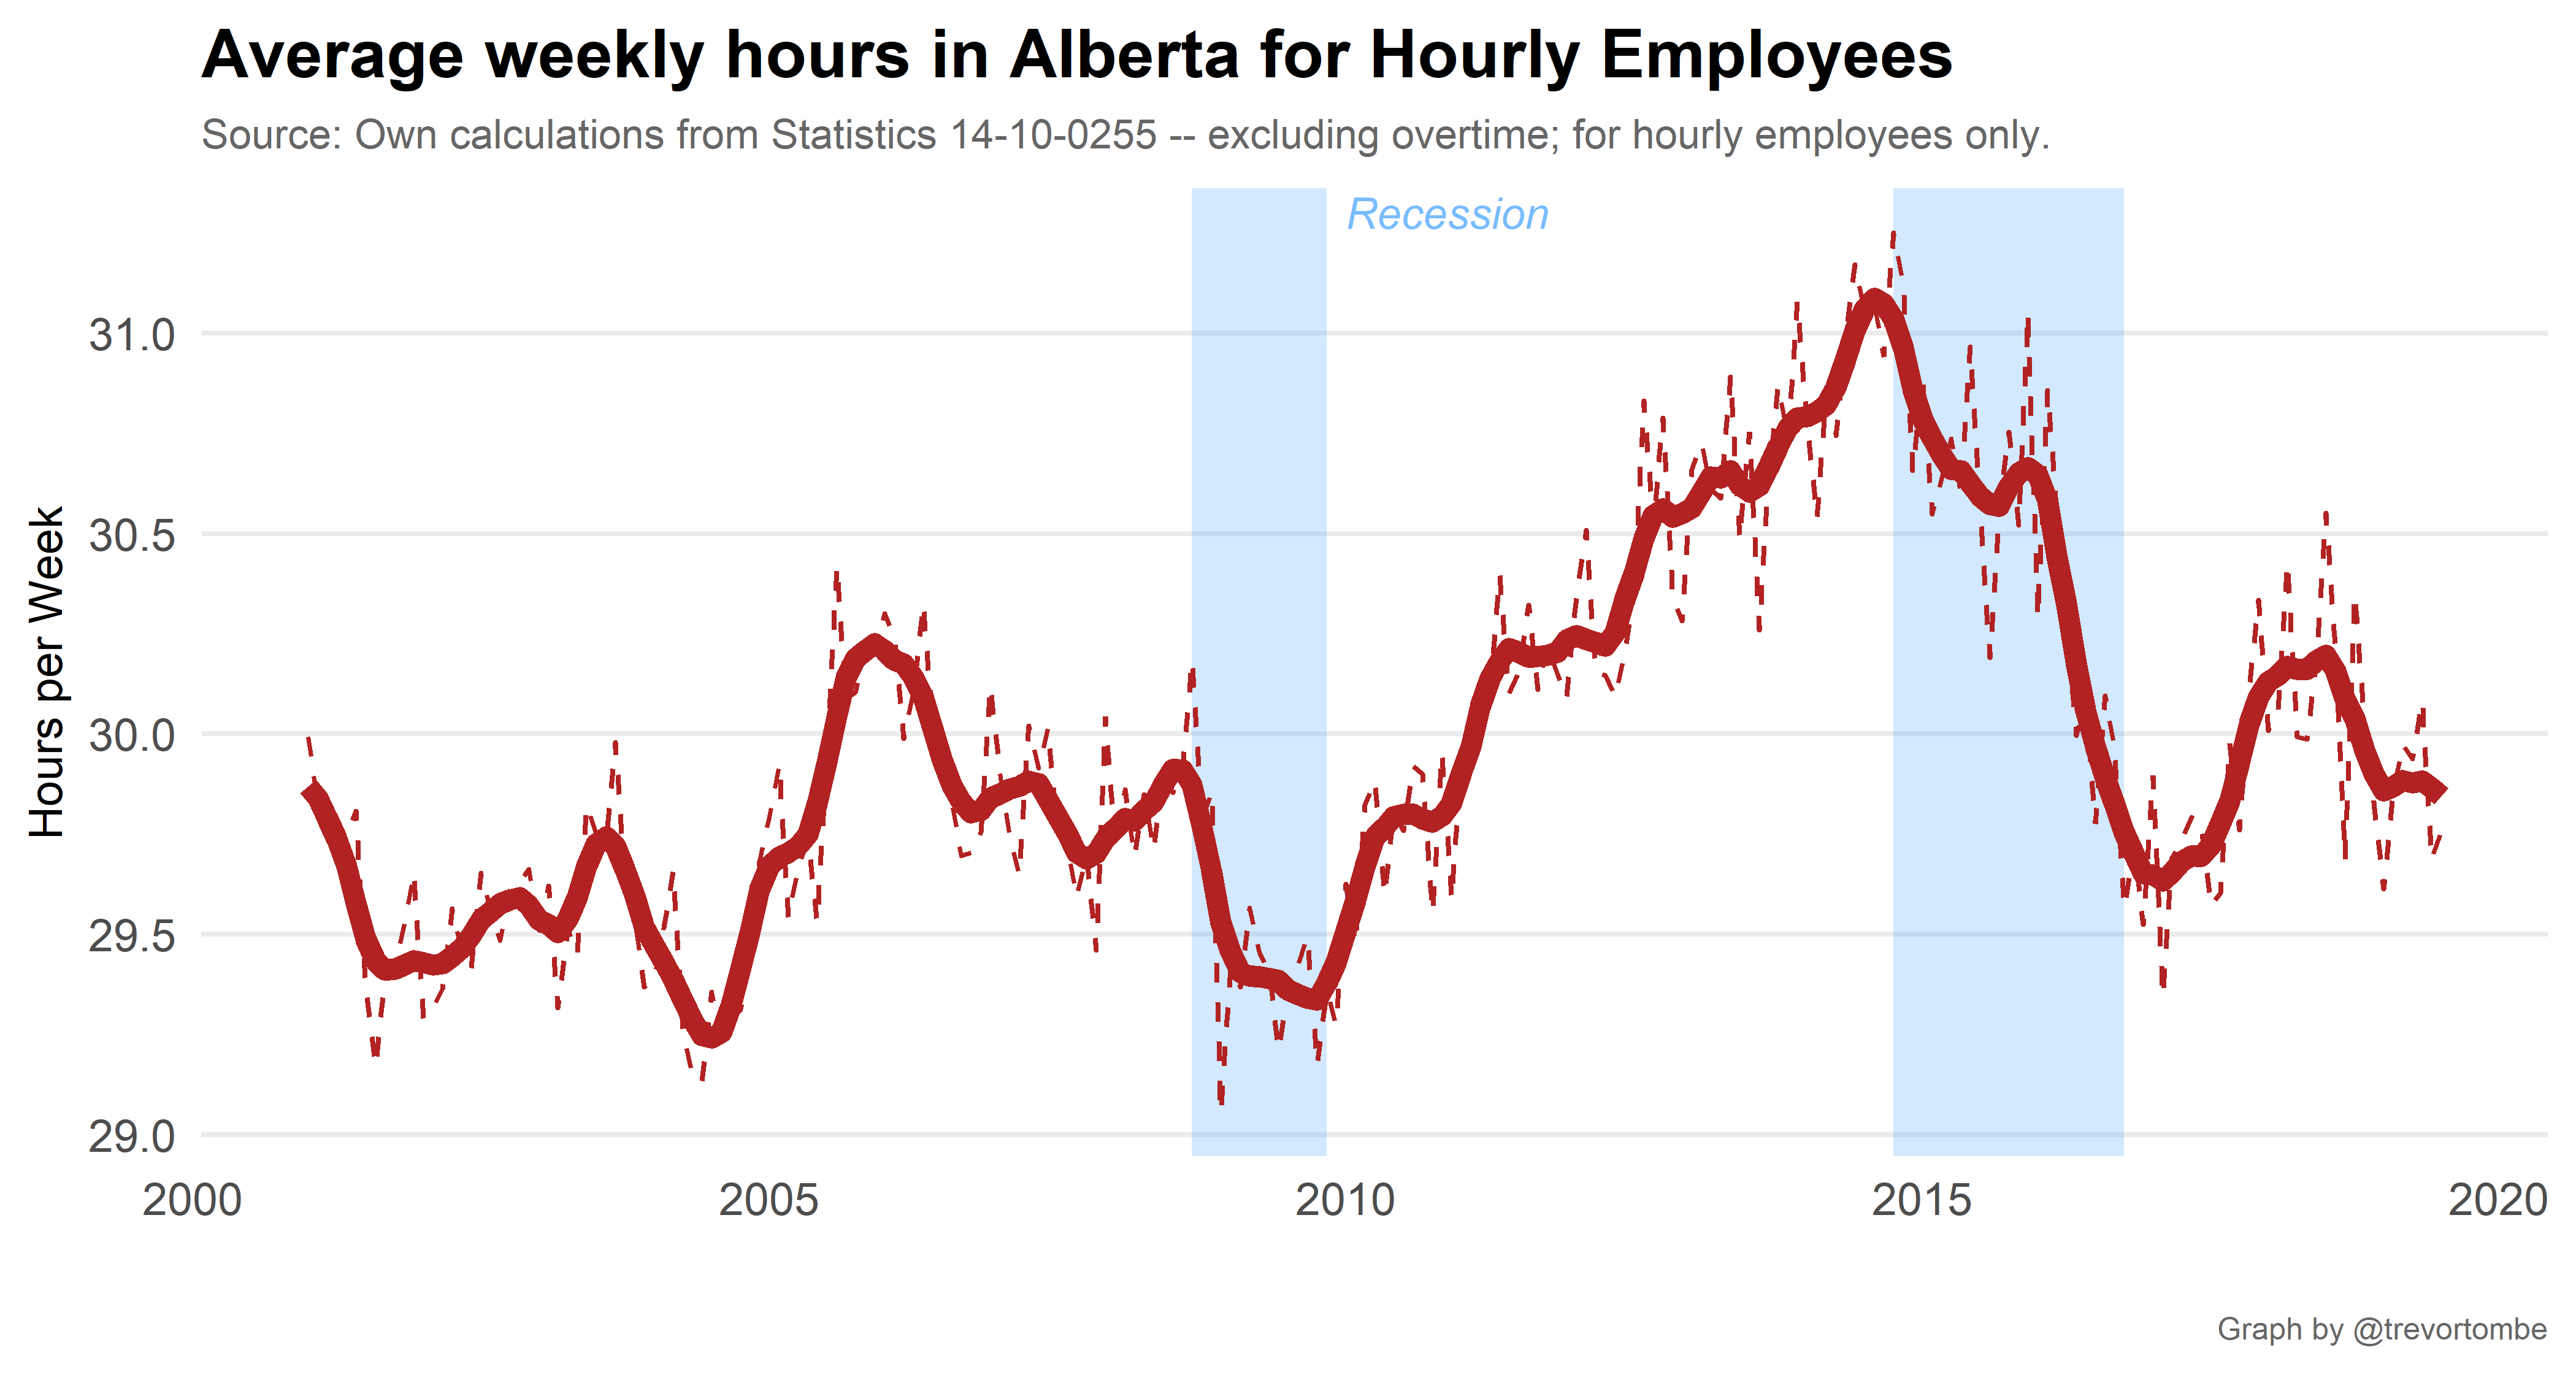 Average weekly hours in Alberta for Hourly Employees
Source: Own calculations from Statistics 14-10-0255 -- excluding overtime; for hourly employees only.
Recession
Hours per Week
31.0
30.5
30.0
29.5
29.0
2000 2005 2010 2015 2020
Graph by @trevortombe